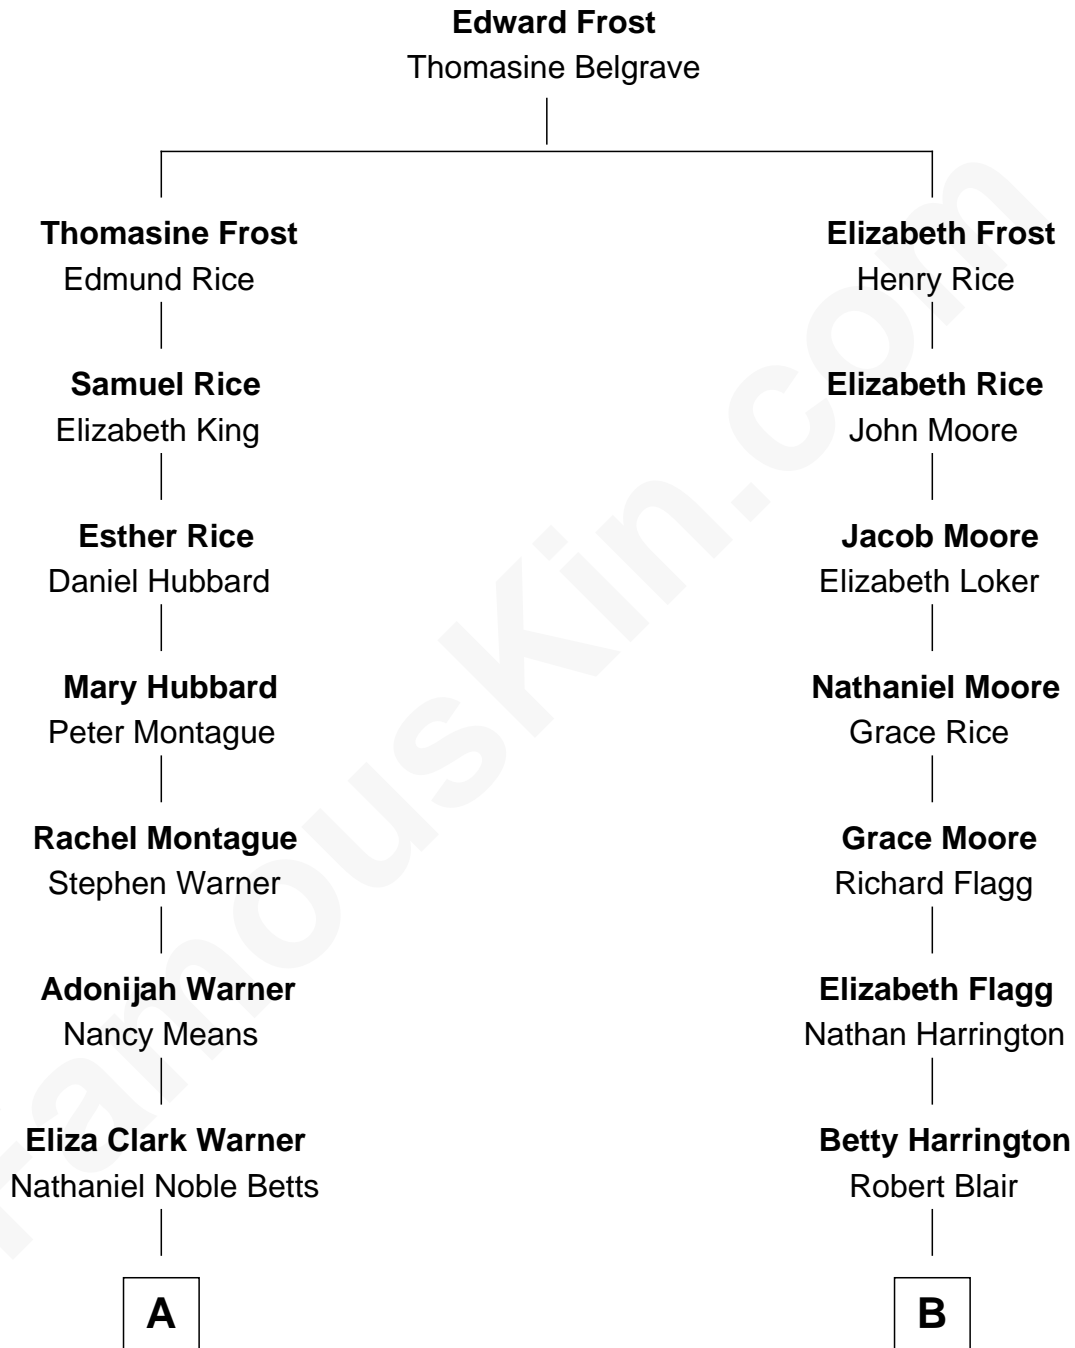 Edward Frost
Thomasine Belgrave
Thomasine Frost
Edmund Rice
Samuel Rice
Elizabeth King
Esther Rice
Daniel Hubbard
Mary Hubbard
Peter Montague
Rachel Montague
Stephen Warner
Adonijah Warner
Nancy Means
Eliza Clark Warner
Nathaniel Noble Betts
A
Elizabeth Frost
Henry Rice
Elizabeth Rice
John Moore
Jacob Moore
Elizabeth Loker
Nathaniel Moore
Grace Rice
Grace Moore
Richard Flagg
Elizabeth Flagg
Nathan Harrington
Betty Harrington
Robert Blair
B
FamousKin.com